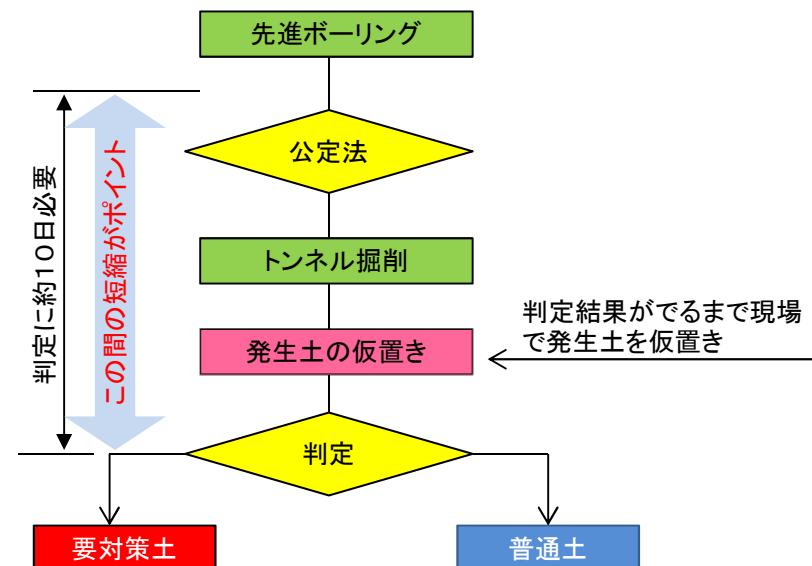 先進ボーリング
公定法
判定に約10日必要
この間の短縮がポイント
トンネル掘削
判定結果がでるまで現場
で発生土を仮置き
発生土の仮置き
判定
要対策土
普通土